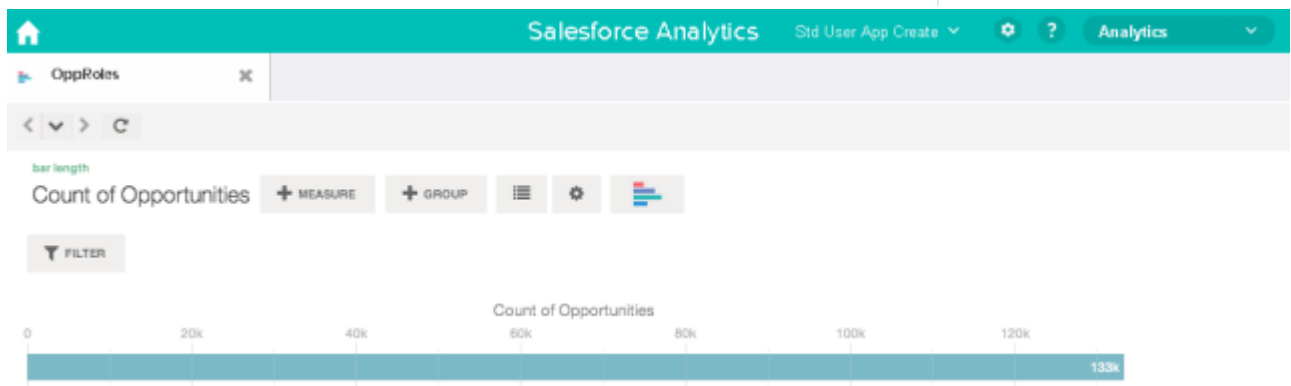 Salesforce Analytics Std User App Create ? Analytics
OppRoles
bar length
Count of Opportunities + MEASURE + GROUP
FILTER
Count of Opportunities
0 20k 40k 60k 80k 100k 120k
133k